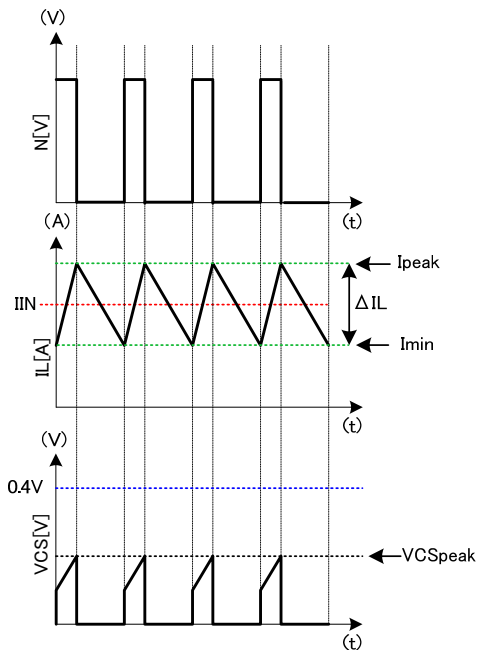 (V)
N[V]
(t)
(A)
Ipeak
IIN
ΔIL
IL[A]
Imin
(t)
(V)
0.4V
VCS[V]
VCSpeak
(t)